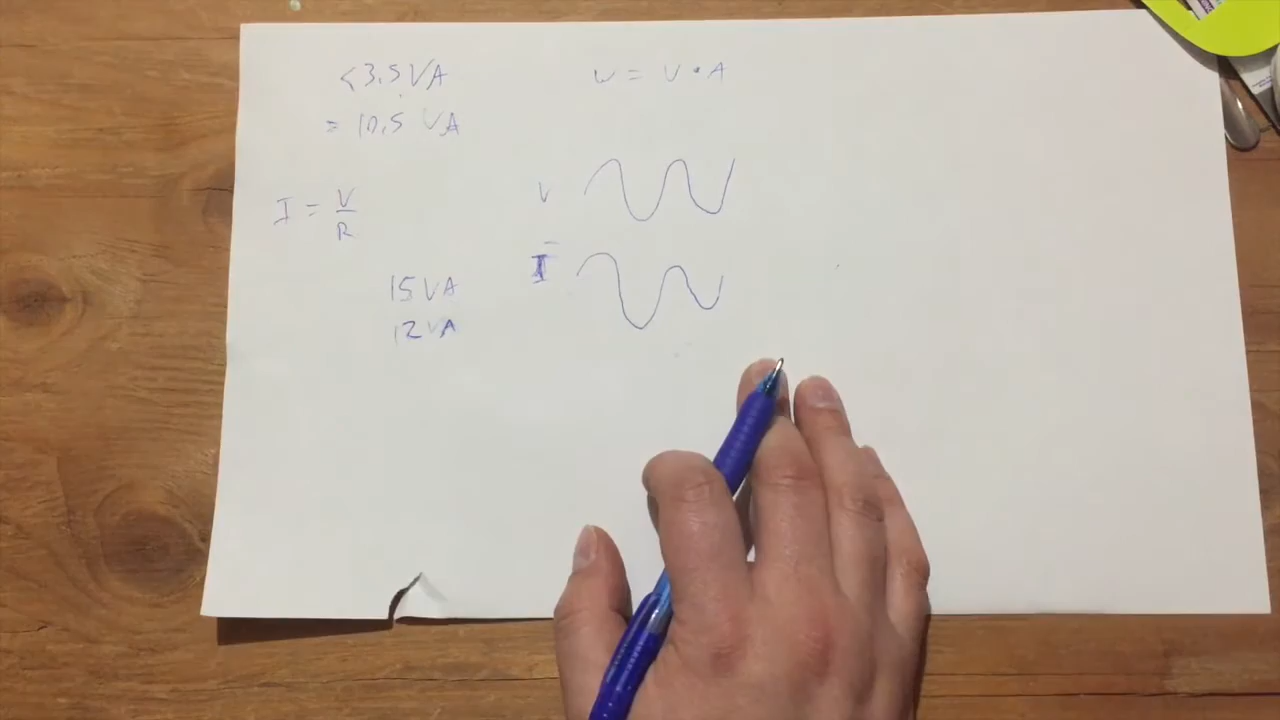 <3.5 VA
= 10.5 VA
W = V • A
I = V
R
V
I
15 VA
12 VA